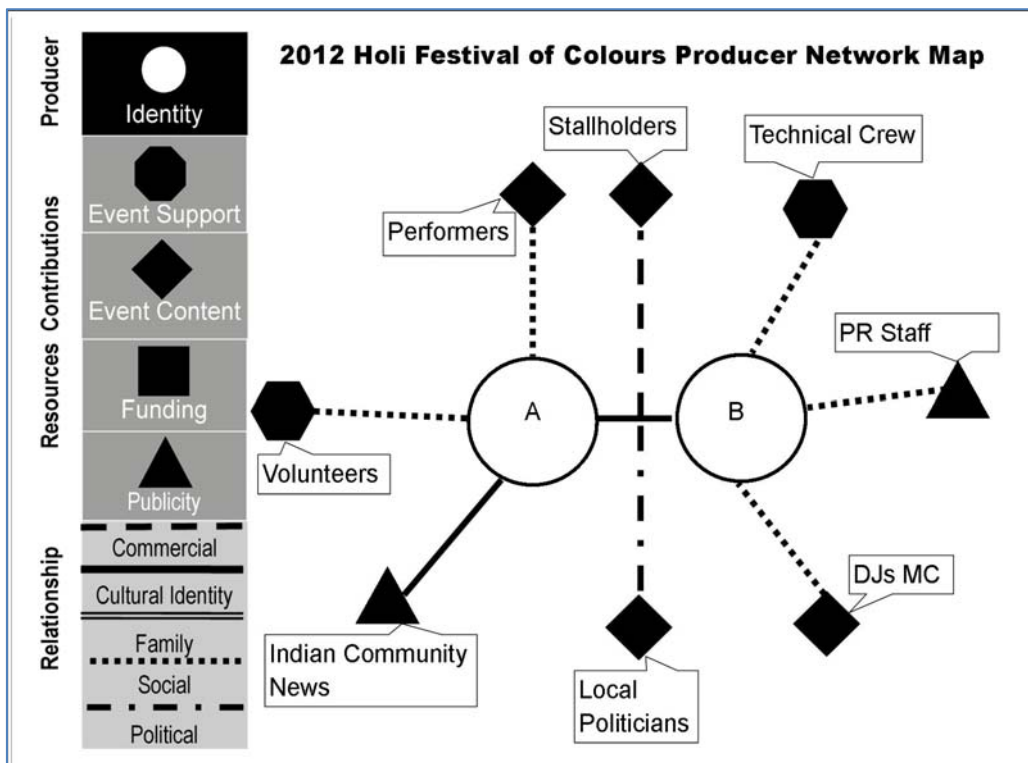 2012 Holi Festival of Colours Producer Network Map
Producer
Identity
Contributions
Event Support
Event Content
Resources
Funding
Publicity
Relationship
Commercial
Cultural Identity
Family
Social
Political
Stallholders
Technical Crew
Performers
PR Staff
A
B
Volunteers
DJs MC
Indian Community
News
Local
Politicians